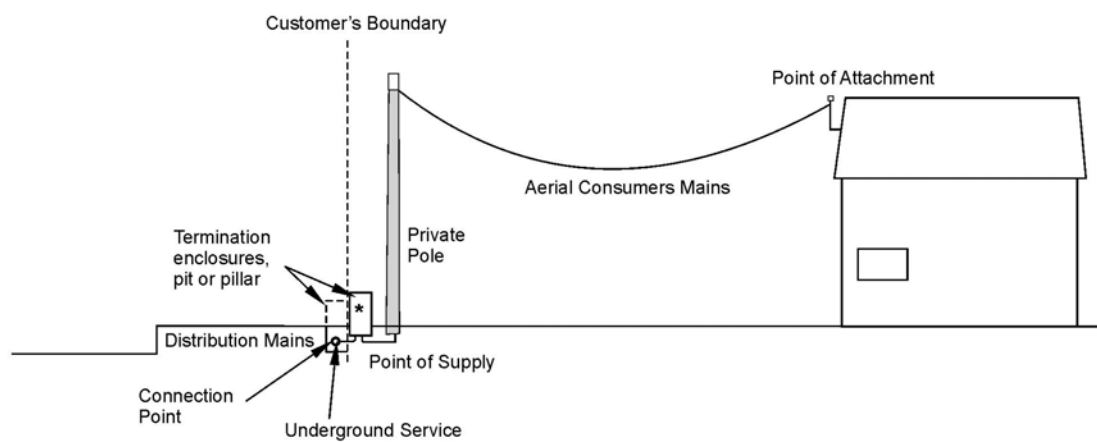 Customer's Boundary
Point of Attachment
Aerial Consumers Mains
Termination
enclosures,
pit or pillar
Private
Pole
*
Distribution Mains
Point of Supply
Connection
Point
Underground Service